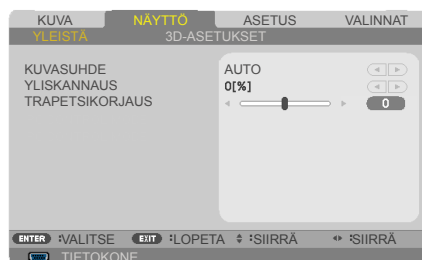 KUVA NÄYTTÖ ASETUS VALINNAT
YLEISTÄ 3D-ASETUKSET
KUVASUHDE AUTO
YLISKANNAUS 0[%]
TRAPETSIKORJAUS 0
ENTER :VALITSE EXIT :LOPETA :SIIRRÄ :SIIRRÄ
TIETOKONE